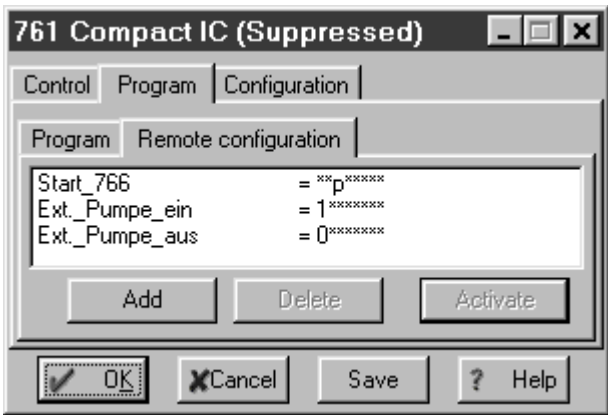 761 Compact IC (Suppressed)
Control Program Configuration
Program Remote configuration
Start_766 = **p*****
Ext._Pumpe_ein = 1*******
Ext._Pumpe_aus = 0*******
Add Delete Activate
OK Cancel Save ? Help